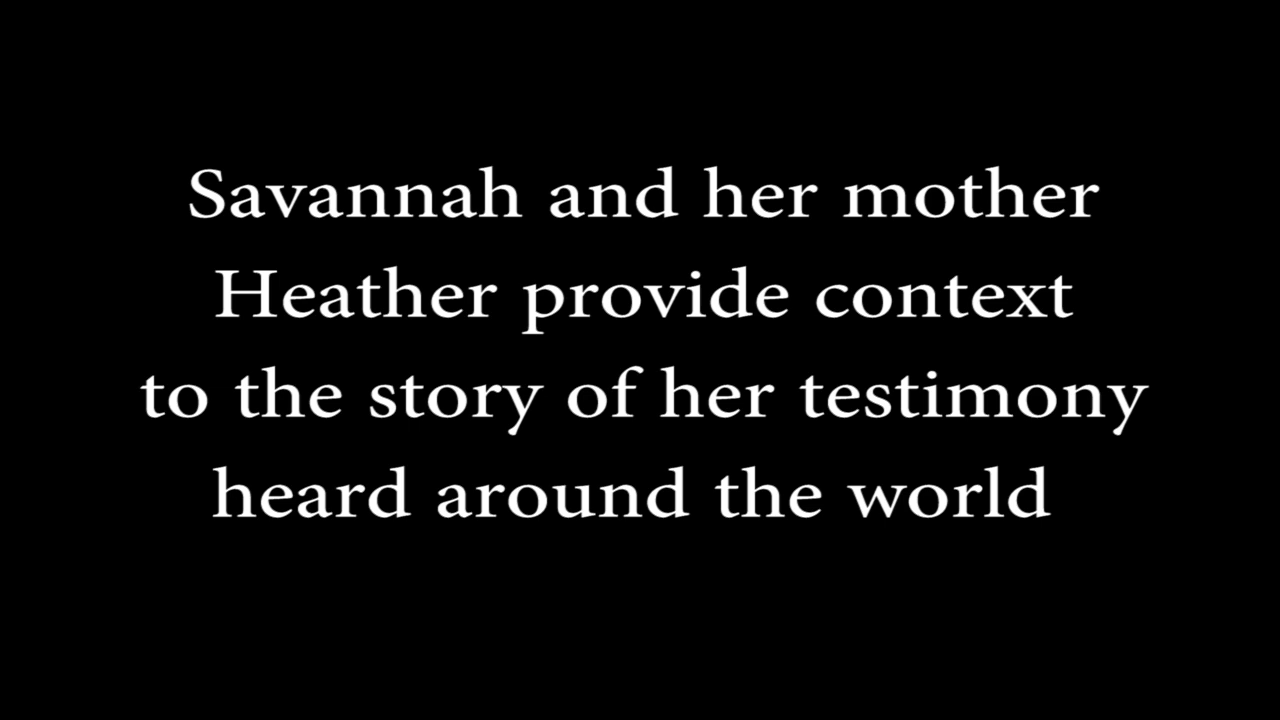 Savannah and her mother
Heather provide context
to the story of her testimony
heard around the world